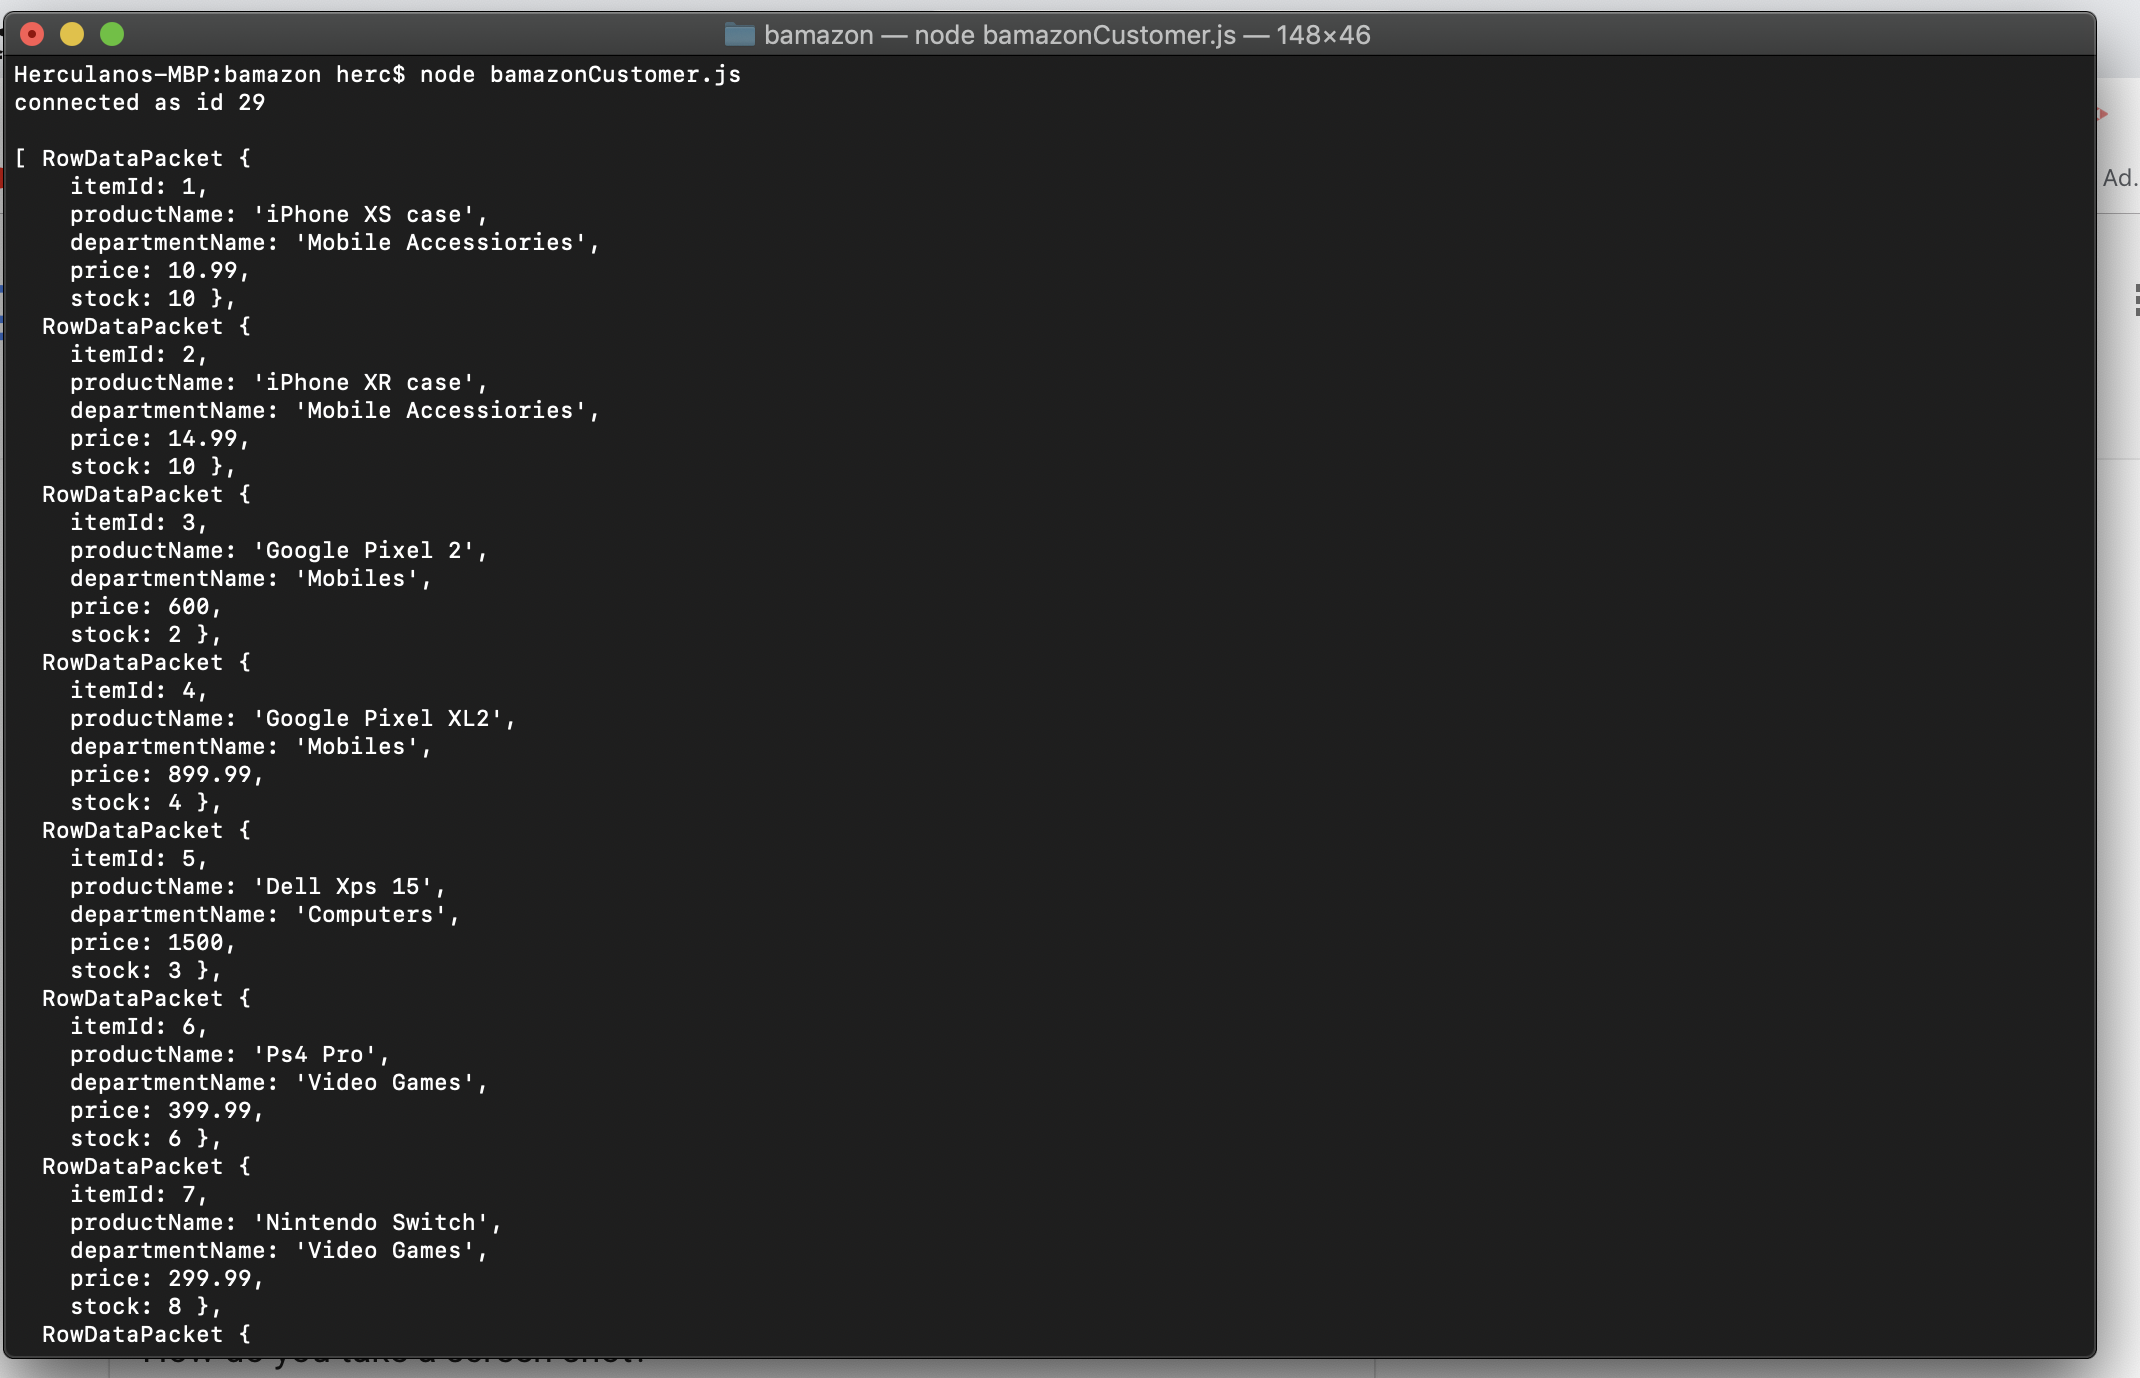 bamazon — node bamazonCustomer.js — 148×46
Herculanos-MBP:bamazon herc$ node bamazonCustomer.js
connected as id 29
[ RowDataPacket {
itemId: 1,
productName: 'iPhone XS case',
departmentName: 'Mobile Accessiories',
price: 10.99,
stock: 10 },
RowDataPacket {
itemId: 2,
productName: 'iPhone XR case',
departmentName: 'Mobile Accessiories',
price: 14.99,
stock: 10 },
RowDataPacket {
itemId: 3,
productName: 'Google Pixel 2',
departmentName: 'Mobiles',
price: 600,
stock: 2 },
RowDataPacket {
itemId: 4,
productName: 'Google Pixel XL2',
departmentName: 'Mobiles',
price: 899.99,
stock: 4 },
RowDataPacket {
itemId: 5,
productName: 'Dell Xps 15',
departmentName: 'Computers',
price: 1500,
stock: 3 },
RowDataPacket {
itemId: 6,
productName: 'Ps4 Pro',
departmentName: 'Video Games',
price: 399.99,
stock: 6 },
RowDataPacket {
itemId: 7,
productName: 'Nintendo Switch',
departmentName: 'Video Games',
price: 299.99,
stock: 8 },
RowDataPacket {
Ad.